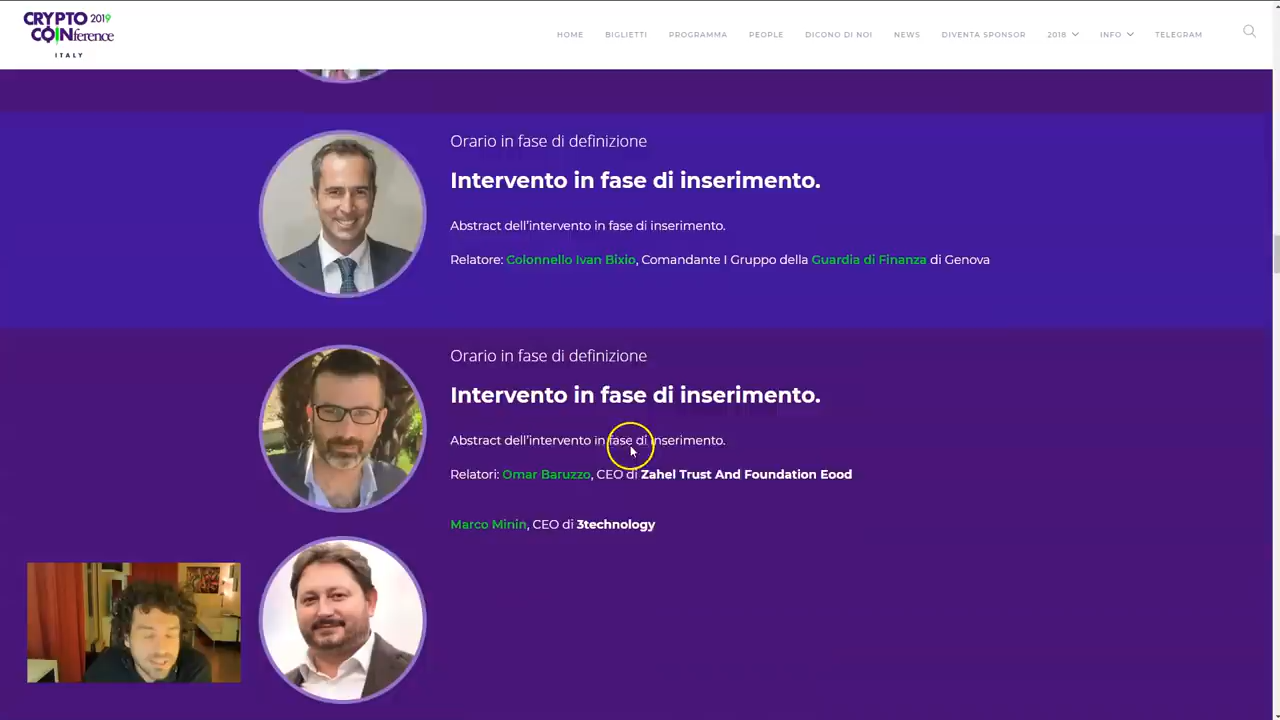 CRYPTO 2019
COINference
ITALY
HOME BIGLIETTI PROGRAMMA PEOPLE DICONO DI NOI NEWS DIVENTA SPONSOR 2018 INFO TELEGRAM
Orario in fase di definizione
Intervento in fase di inserimento.
Abstract dell’intervento in fase di inserimento.
Relatore: Colonnello Ivan Bixio, Comandante I Gruppo della Guardia di Finanza di Genova
Orario in fase di definizione
Intervento in fase di inserimento.
Abstract dell’intervento in fase di inserimento.
Relatori: Omar Baruzzo, CEO di Zahel Trust And Foundation Eood
Marco Minin, CEO di 3technology